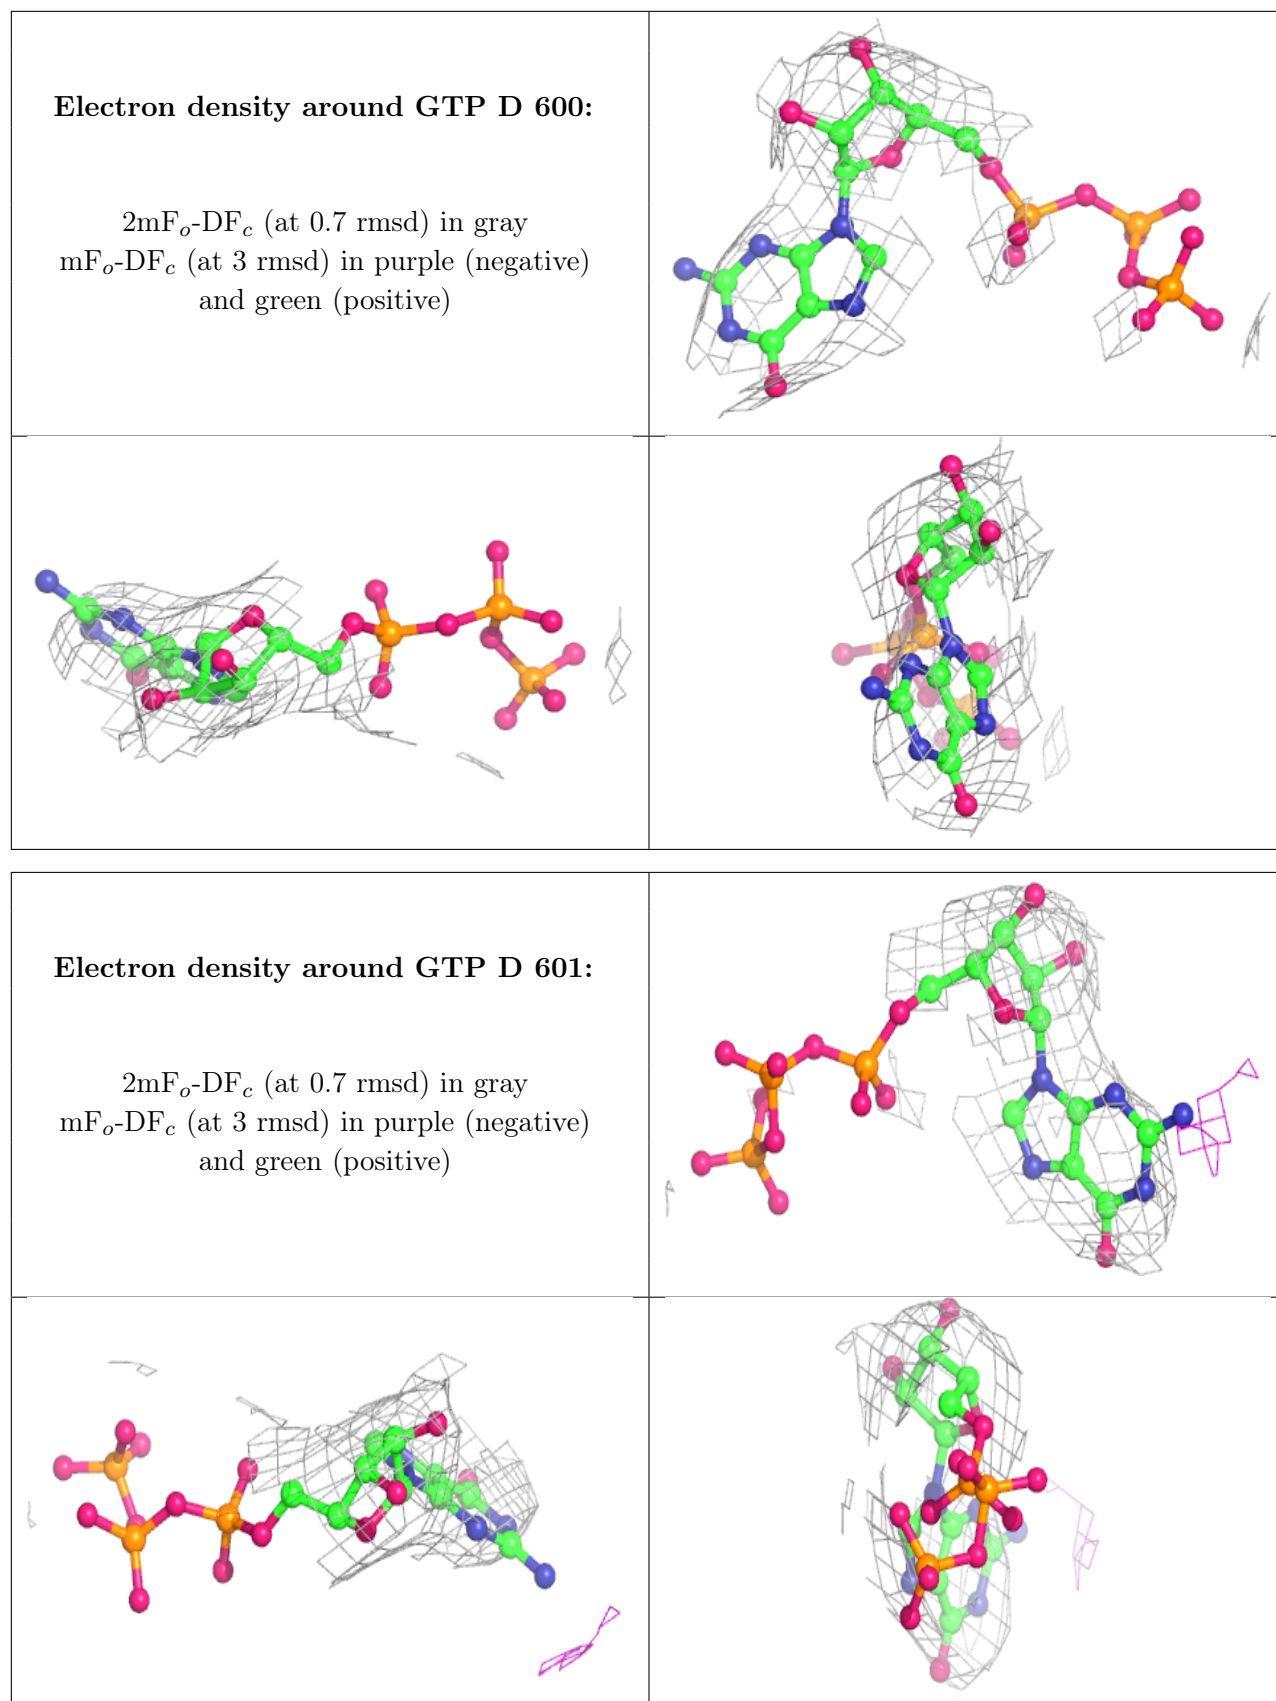 Electron density around GTP D 600:
2mFₒ-DF𝑐 (at 0.7 rmsd) in gray
mFₒ-DF𝑐 (at 3 rmsd) in purple (negative)
and green (positive)
Electron density around GTP D 601:
2mFₒ-DF𝑐 (at 0.7 rmsd) in gray
mFₒ-DF𝑐 (at 3 rmsd) in purple (negative)
and green (positive)